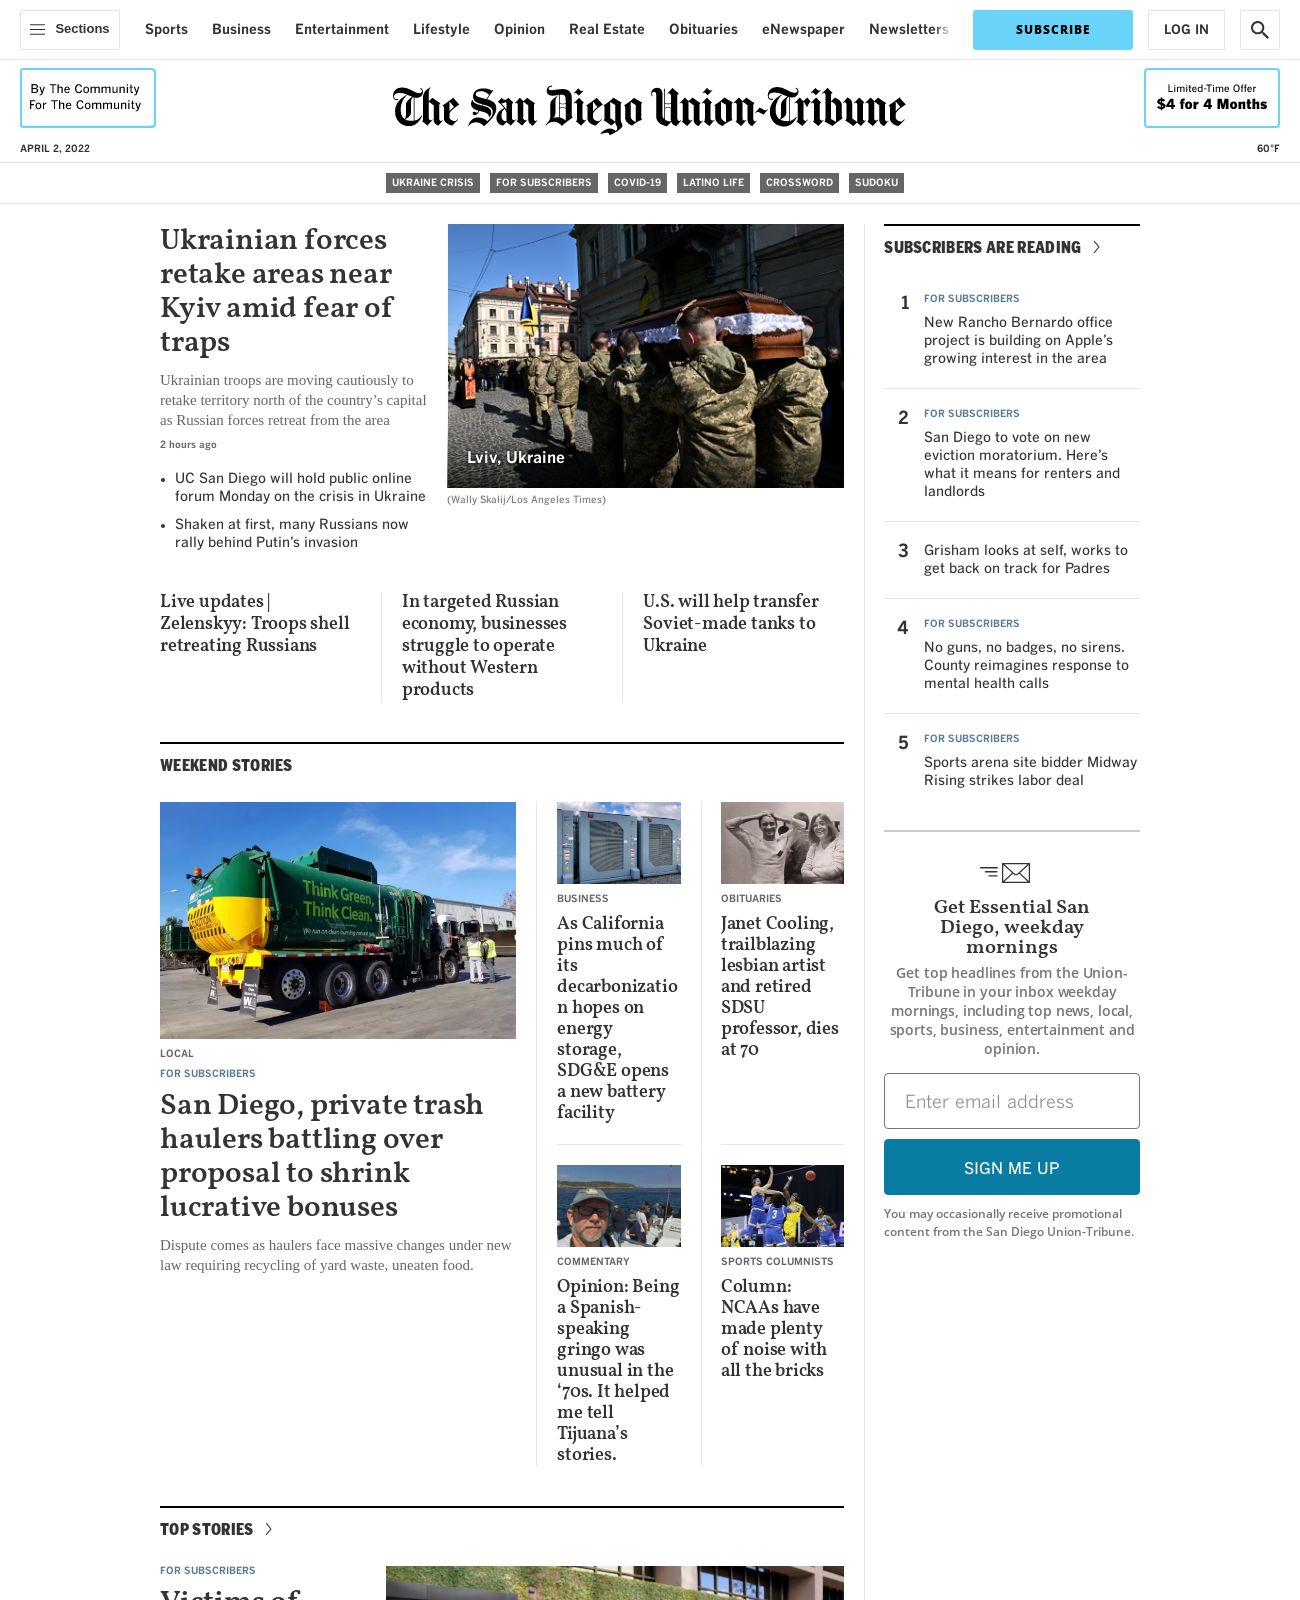 Sections
Sports
Business
Entertainment
Lifestyle
Opinion
Real Estate
Obituaries
eNewspaper
Newsletters
SUBSCRIBE
LOG IN
By The Community
For The Community
The San Diego Union-Tribune
Limited-Time Offer
$4 for 4 Months
APRIL 2, 2022
60°F
UKRAINE CRISIS
FOR SUBSCRIBERS
COVID-19
LATINO LIFE
CROSSWORD
SUDOKU
Ukrainian forces
retake areas near
Kyiv amid fear of
traps
Ukrainian troops are moving cautiously to
retake territory north of the country’s capital
as Russian forces retreat from the area
2 hours ago
• UC San Diego will hold public online
forum Monday on the crisis in Ukraine
• Shaken at first, many Russians now
rally behind Putin’s invasion
Lviv, Ukraine
(Wally Skalij/Los Angeles Times)
Live updates |
Zelenskyy: Troops shell
retreating Russians
In targeted Russian
economy, businesses
struggle to operate
without Western
products
U.S. will help transfer
Soviet-made tanks to
Ukraine
WEEKEND STORIES
Think Green.
Think Clean.
LOCAL
FOR SUBSCRIBERS
San Diego, private trash
haulers battling over
proposal to shrink
lucrative bonuses
Dispute comes as haulers face massive changes under new
law requiring recycling of yard waste, uneaten food.
BUSINESS
As California
pins much of
its
decarbonizatio
n hopes on
energy
storage,
SDG&E opens
a new battery
facility
OBITUARIES
Janet Cooling,
trailblazing
lesbian artist
and retired
SDSU
professor, dies
at 70
COMMENTARY
Opinion: Being
a Spanish-
speaking
gringo was
unusual in the
‘70s. It helped
me tell
Tijuana’s
stories.
3
SPORTS COLUMNISTS
Column:
NCAAs have
made plenty
of noise with
all the bricks
TOP STORIES
FOR SUBSCRIBERS
Victims of
SUBSCRIBERS ARE READING
1
FOR SUBSCRIBERS
New Rancho Bernardo office
project is building on Apple’s
growing interest in the area
2
FOR SUBSCRIBERS
San Diego to vote on new
eviction moratorium. Here’s
what it means for renters and
landlords
3
Grisham looks at self, works to
get back on track for Padres
4
FOR SUBSCRIBERS
No guns, no badges, no sirens.
County reimagines response to
mental health calls
5
FOR SUBSCRIBERS
Sports arena site bidder Midway
Rising strikes labor deal
Get Essential San
Diego, weekday
mornings
Get top headlines from the Union-
Tribune in your inbox weekday
mornings, including top news, local,
sports, business, entertainment and
opinion.
Enter email address
SIGN ME UP
You may occasionally receive promotional
content from the San Diego Union-Tribune.